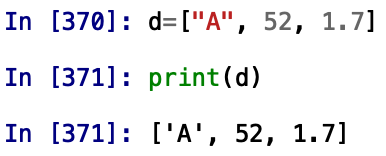 In [370]: d=["A", 52, 1.7]
In [371]: print(d)
In [371]: ['A', 52, 1.7]